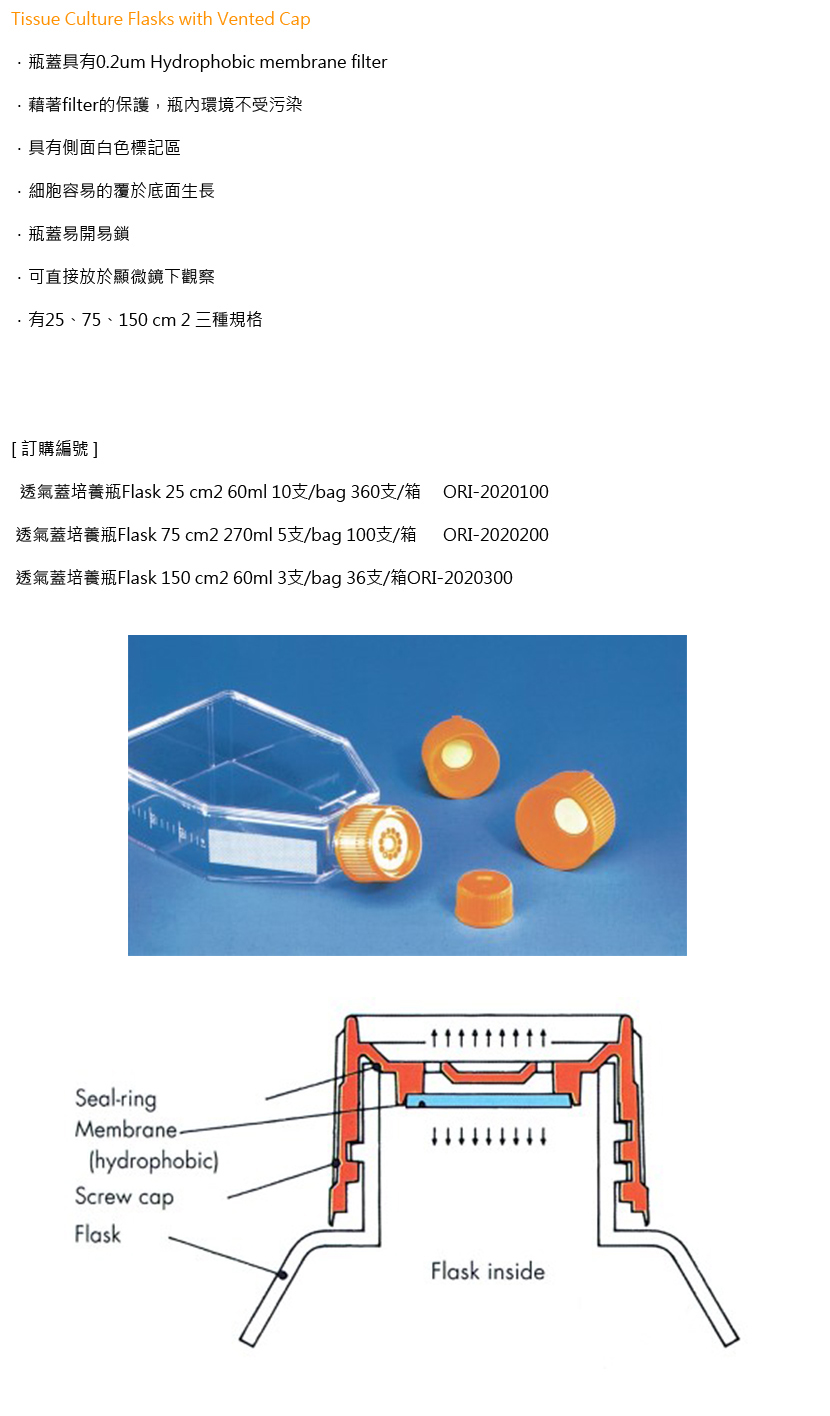 Tissue Culture Flasks with Vented Cap
．瓶蓋具有0.2um Hydrophobic membrane filter
．藉著filter的保護，瓶內環境不受污染
．具有側面白色標記區
．細胞容易的覆於底面生長
．瓶蓋易開易鎖
．可直接放於顯微鏡下觀察
．有25、75、150 cm 2 三種規格
[ 訂購編號 ]
透氣蓋培養瓶Flask 25 cm2 60ml 10支/bag 360支/箱 ORI-2020100
透氣蓋培養瓶Flask 75 cm2 270ml 5支/bag 100支/箱 ORI-2020200
透氣蓋培養瓶Flask 150 cm2 60ml 3支/bag 36支/箱ORI-2020300
Seal-ring
Membrane
(hydrophobic)
Screw cap
Flask
Flask inside